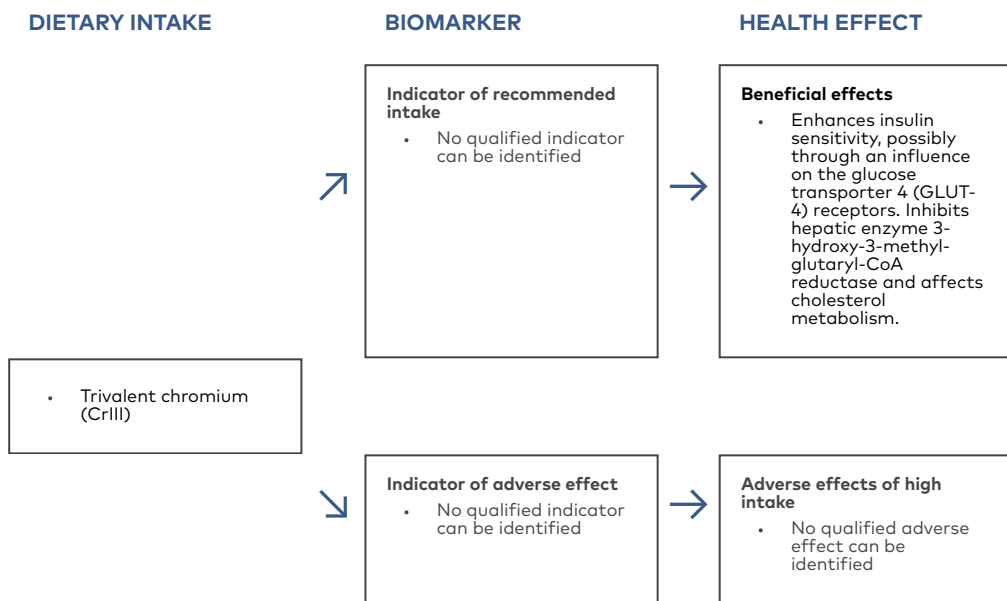 DIETARY INTAKE
BIOMARKER
HEALTH EFFECT
Indicator of recommended
intake
• No qualified indicator
can be identified
Beneficial effects
• Enhances insulin
sensitivity, possibly
through an influence
on the glucose
transporter 4 (GLUT-
4) receptors. Inhibits
hepatic enzyme 3-
hydroxy-3-methyl-
glutaryl-CoA
reductase and affects
cholesterol
metabolism.
• Trivalent chromium
(CrIII)
Indicator of adverse effect
• No qualified indicator
can be identified
Adverse effects of high
intake
• No qualified adverse
effect can be
identified